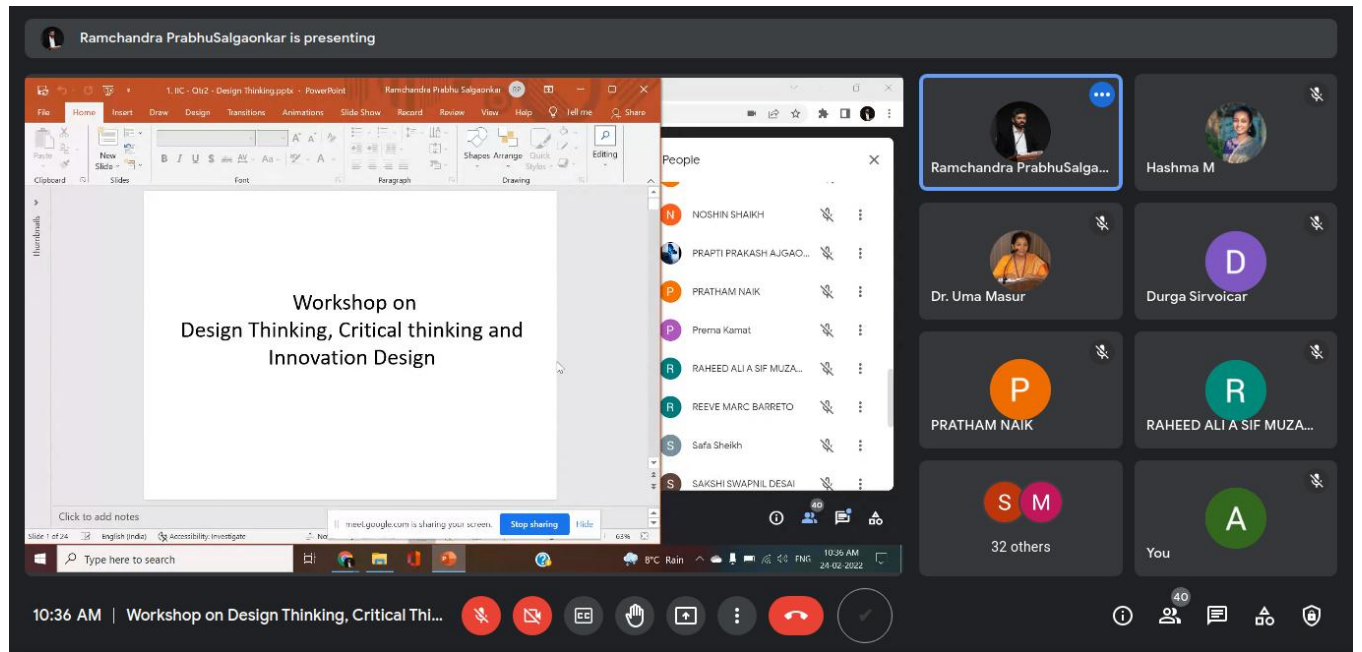 Ramchandra PrabhuSalgaonkar is presenting
1. IIC - Qtr2 - Design Thinking.pptx - PowerPoint
Ramchandra Prabhu Salgaonkar
File Home Insert Draw Design Transitions Animations Slide Show Record Review View Help Tell me Share
Paste
New
Slide
B I U S
Shapes Arrange Quick
Styles
Editing
Clipboard Slides Font Paragraph Drawing
Thumbnails
Workshop on
Design Thinking, Critical thinking and
Innovation Design
Click to add notes
meet.google.com is sharing your screen. Stop sharing Hide
Slide 1 of 24 English (India) Accessibility: Investigate 63%
Type here to search
8°C Rain ENG 10:36 AM
24-02-2022
People
N NOSHIN SHAIKH
PRAPTI PRAKASH AJGAO...
P PRATHAM NAIK
P Prerna Kamat
R RAHEED ALI A SIF MUZA...
R REEVE MARC BARRETO
S Safa Sheikh
S SAKSHI SWAPNIL DESAI
40
Ramchandra PrabhuSalga...
Hashma M
Dr. Uma Masur
D
Durga Sirvoicar
P
PRATHAM NAIK
R
RAHEED ALI A SIF MUZA...
S M
32 others
A
You
10:36 AM | Workshop on Design Thinking, Critical Thi...
CC
40